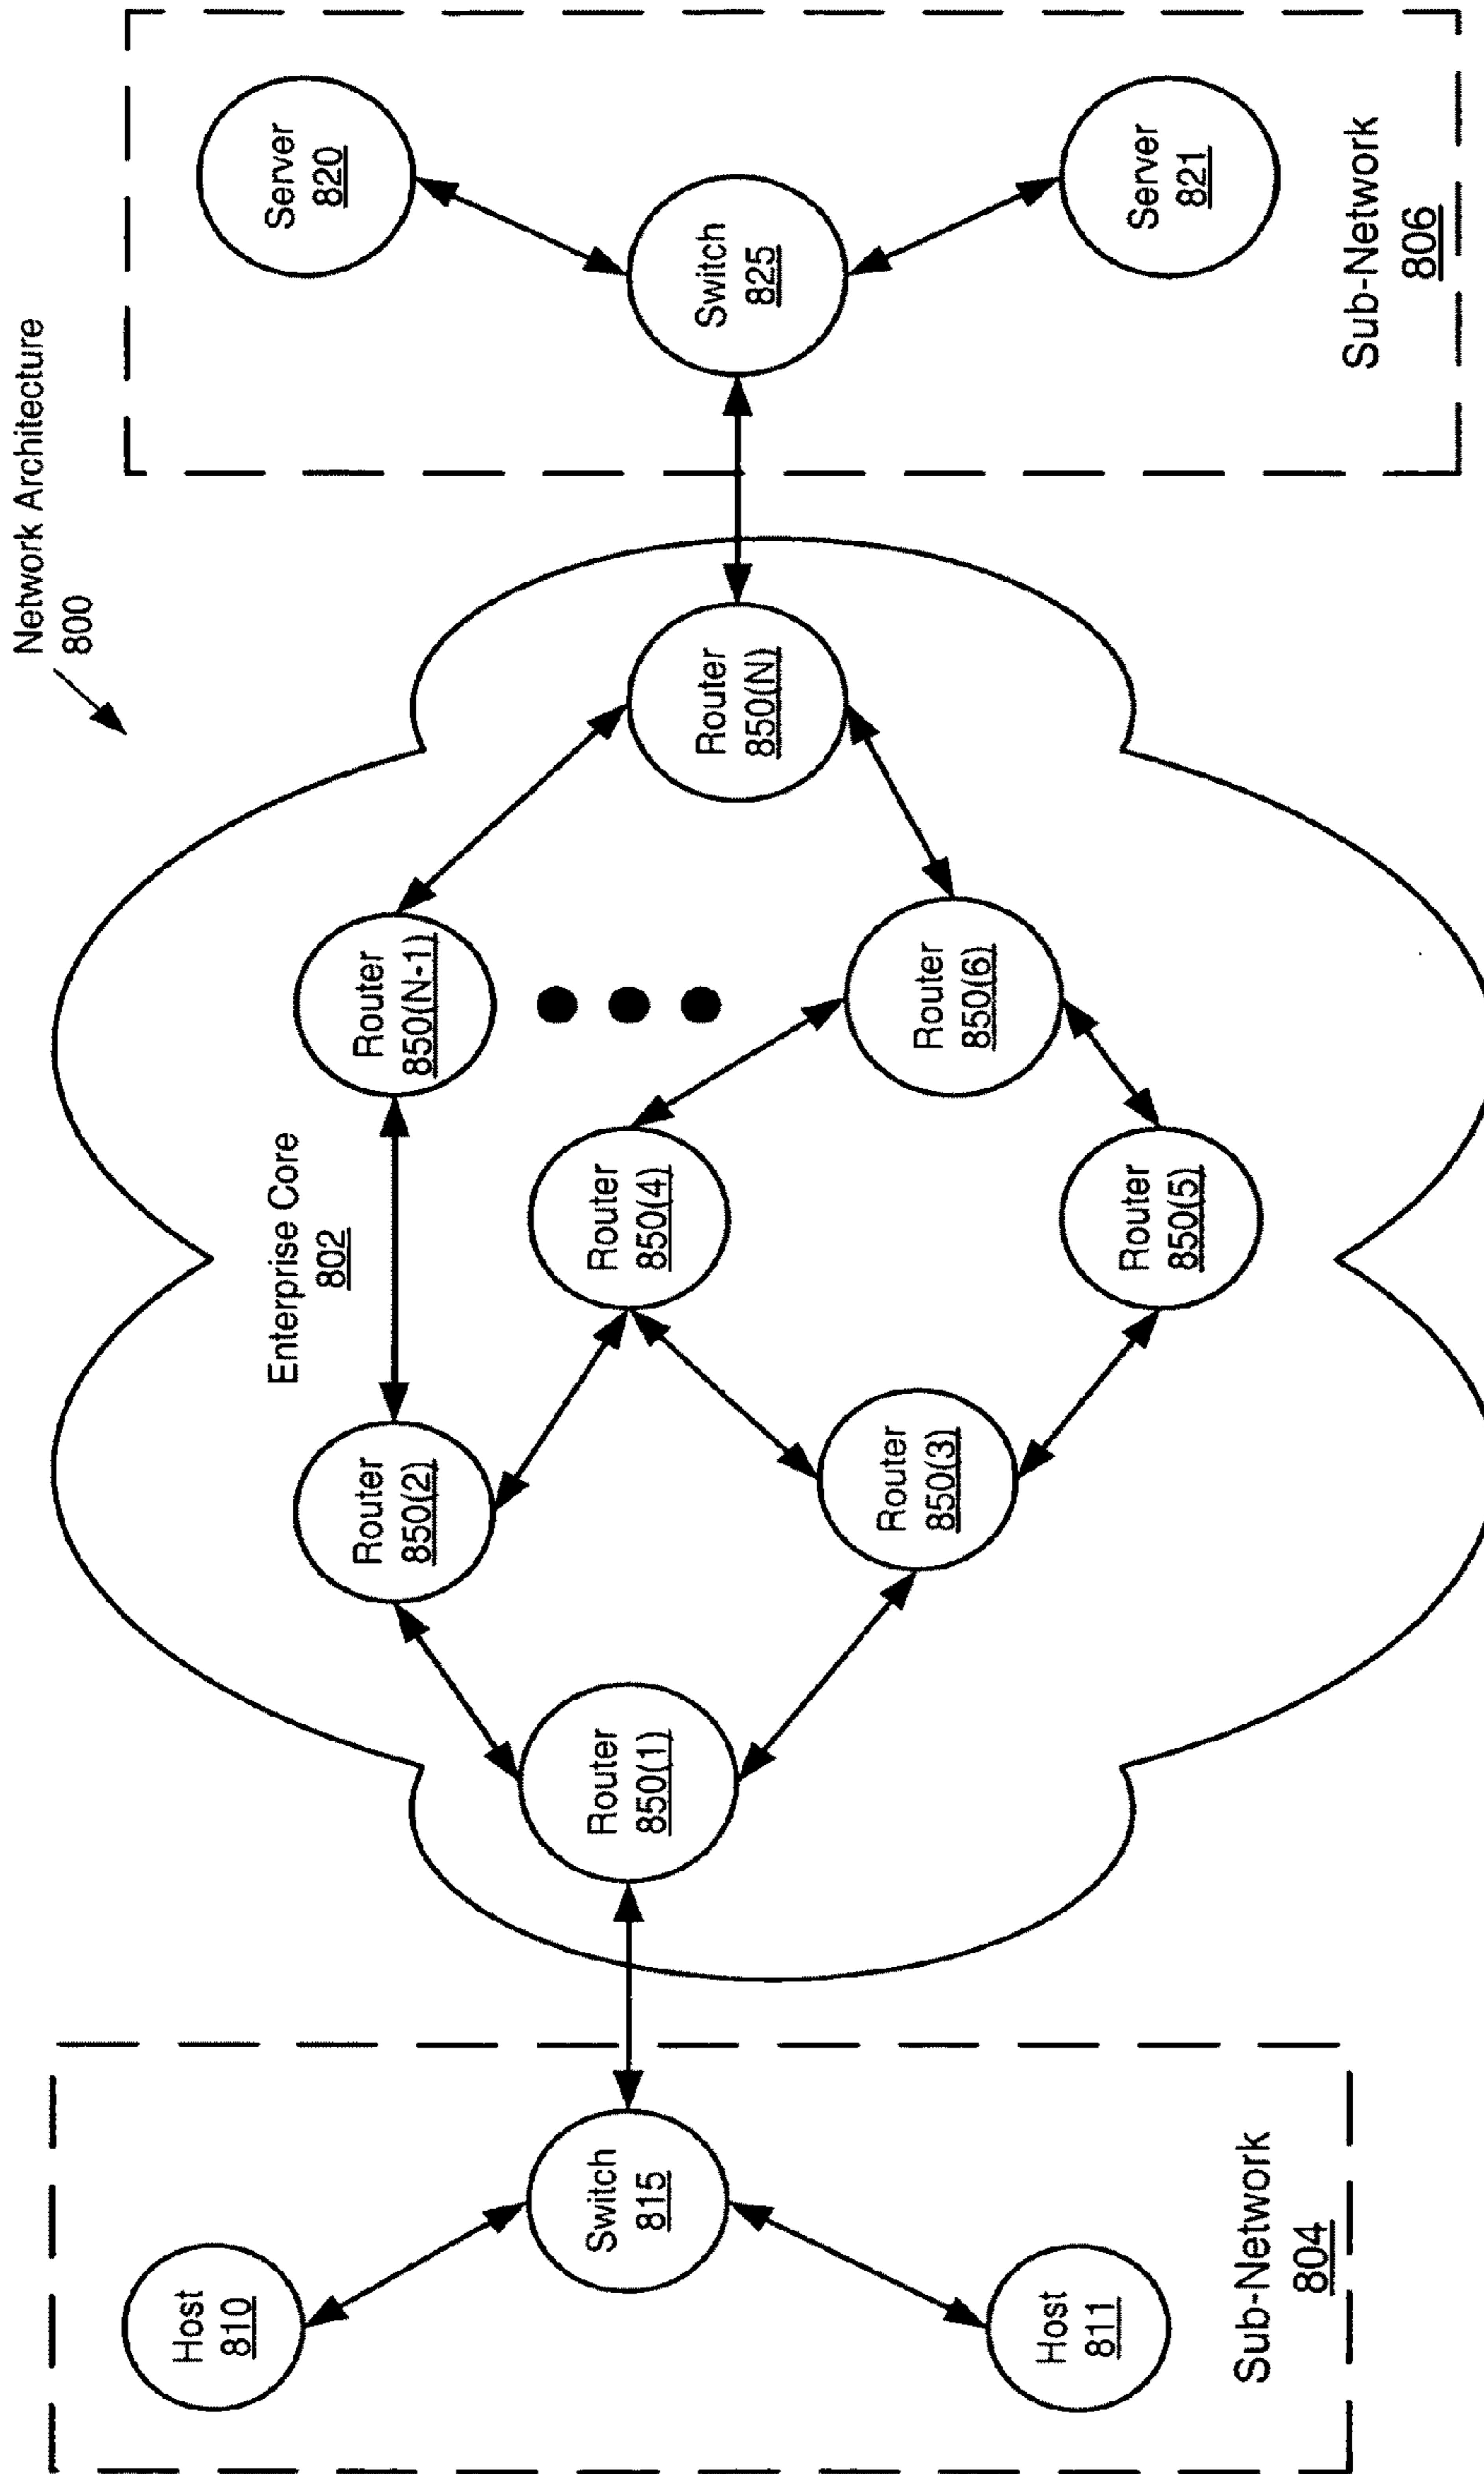 Network Architecture
800
Host
810
Switch
815
Host
811
Sub-Network
804
Enterprise Core
802
Router
850(1)
Router
850(2)
Router
850(3)
Router
850(4)
Router
850(5)
Router
850(6)
Router
850(N-1)
Router
850(N)
Server
820
Switch
825
Server
821
Sub-Network
806